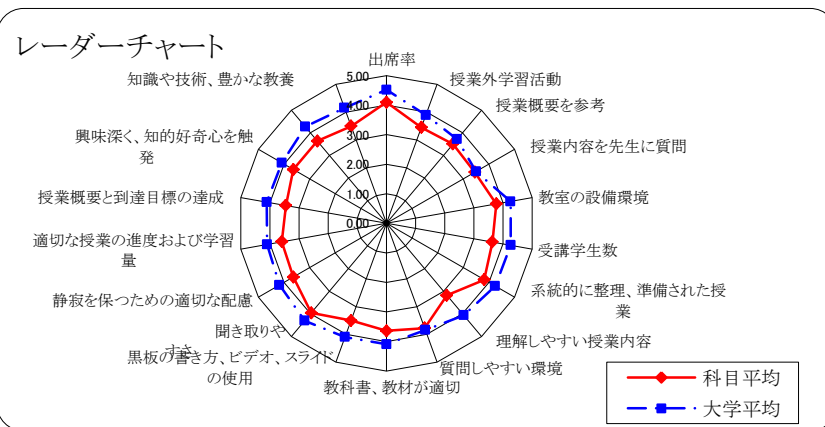 レーダーチャート
出席率
授業外学習活動
授業概要を参考
授業内容を先生に質問
教室の設備環境
受講学生数
系統的に整理、準備された授
業
理解しやすい授業内容
質問しやすい環境
教科書、教材が適切
黒板の書き方、ビデオ、スライド
の使用
聞き取りや
すさ
静寂を保つための適切な配慮
適切な授業の進度および学習
量
授業概要と到達目標の達成
興味深く、知的好奇心を触
発
知識や技術、豊かな教養
5.00
4.00
3.00
2.00
1.00
0.00
科目平均
大学平均